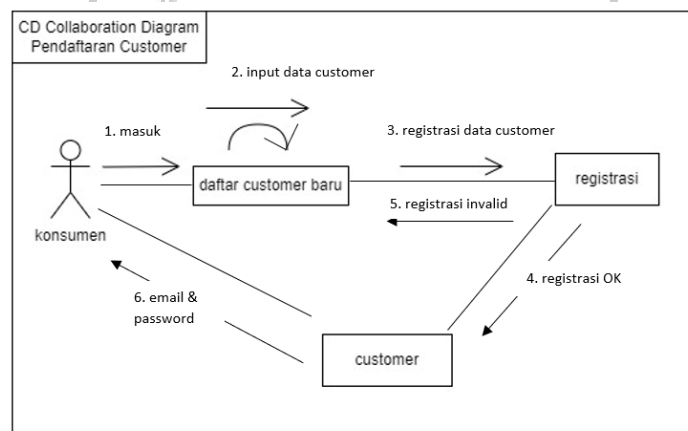 CD Collaboration Diagram
Pendaftaran Customer
2. input data customer
1. masuk
3. registrasi data customer
daftar customer baru
registrasi
5. registrasi invalid
konsumen
4. registrasi OK
6. email &
password
customer